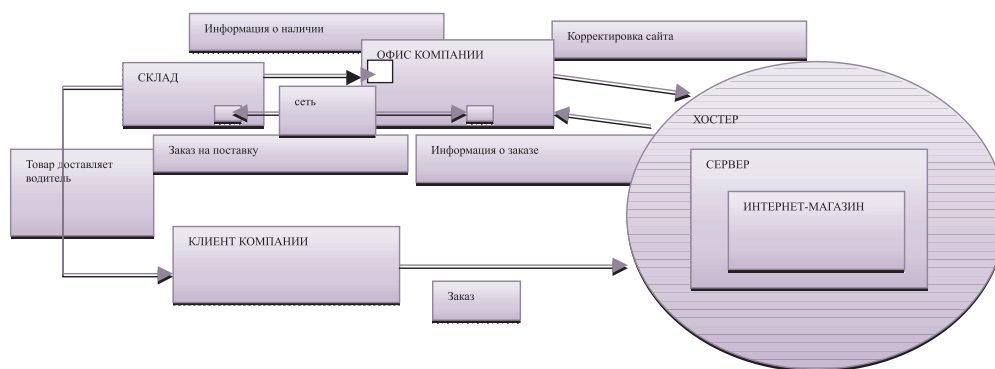 Информация о наличии
Корректировка сайта
ОФИС КОМПАНИИ
СКЛАД
сеть
ХОСТЕР
Заказ на поставку
Информация о заказе
Товар доставляет
водитель
СЕРВЕР
ИНТЕРНЕТ-МАГАЗИН
КЛИЕНТ КОМПАНИИ
Заказ